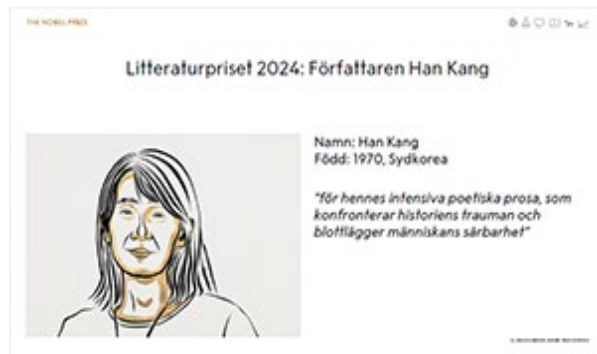 THE NOBEL PRIZE
Litteraturpriset 2024: Författaren Han Kang
Namn: Han Kang
Född: 1970, Sydkorea
"för hennes intensiva poetiska prosa, som
konfronterar historiens trauman och
blottlägger människans sårbarhet"